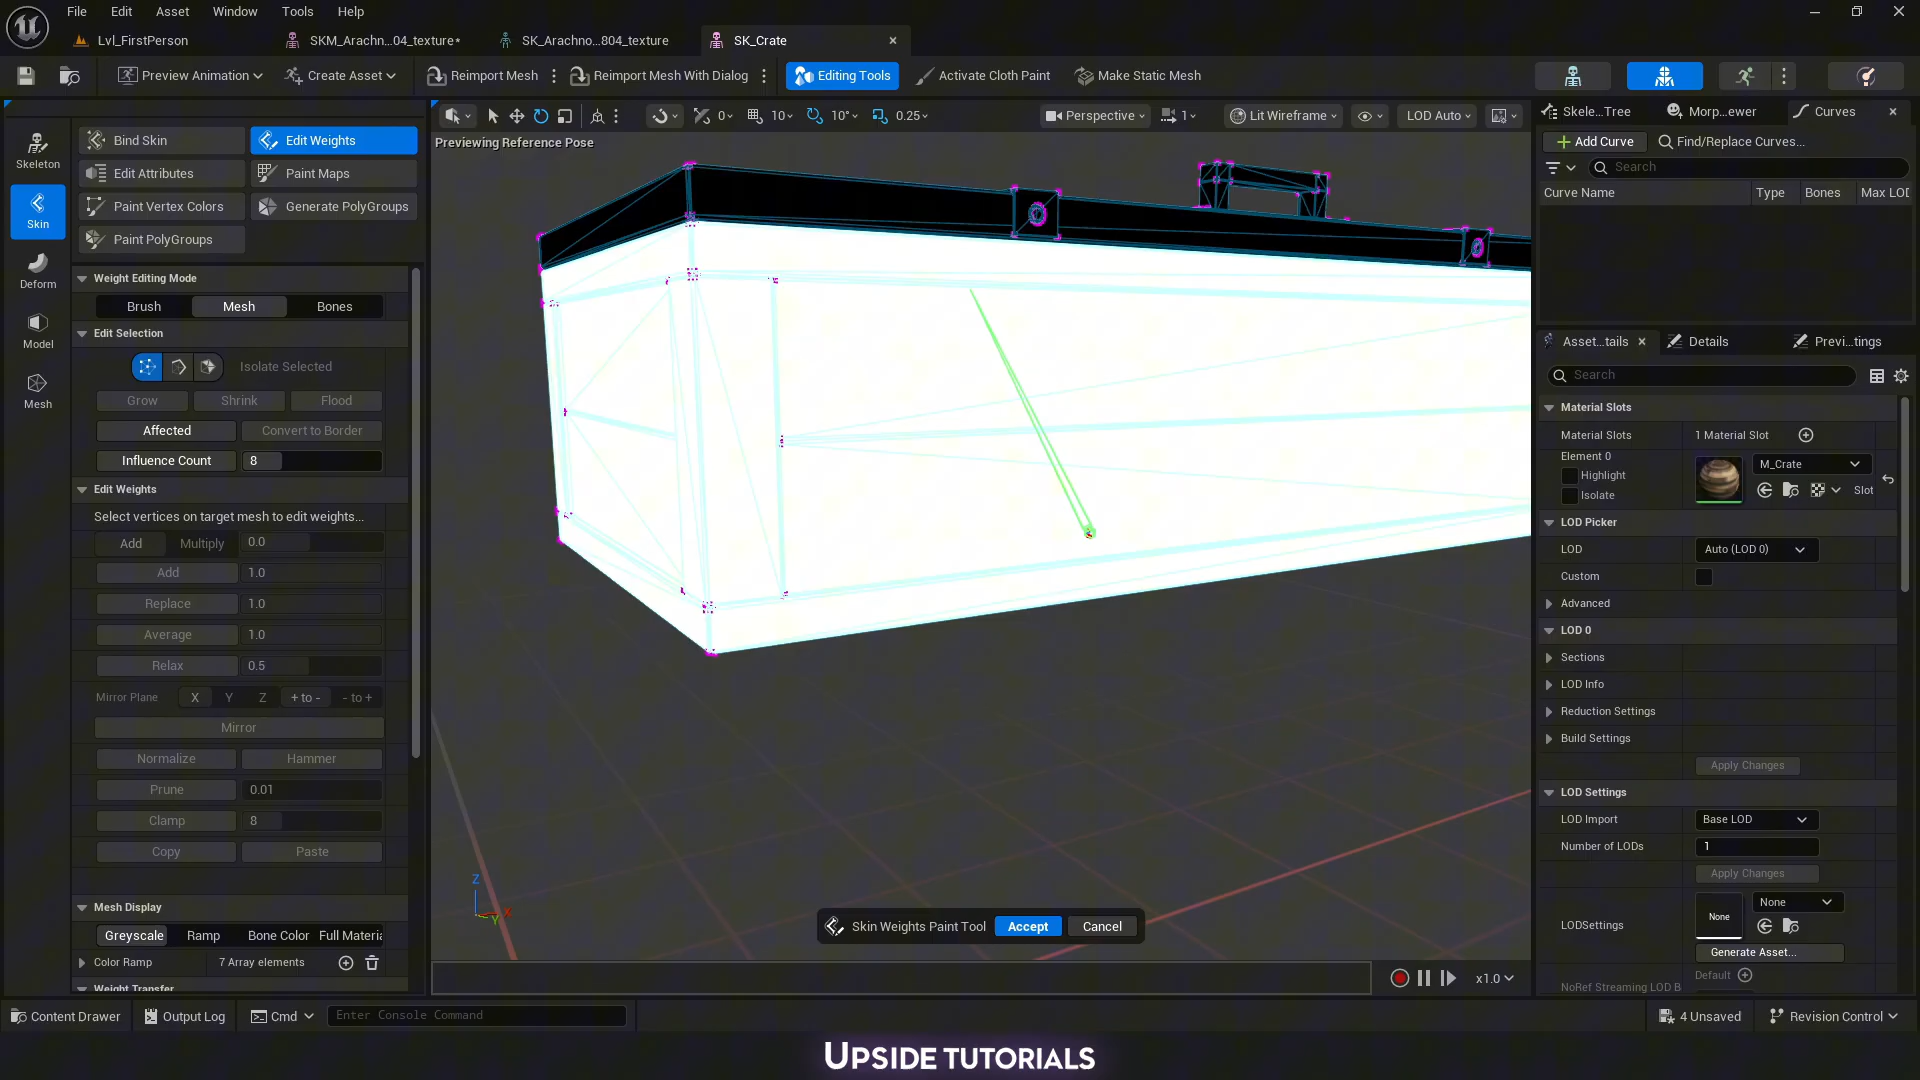 File Edit Asset Window Tools Help
Lvl_FirstPerson
SKM_Arachn...04_texture*
SK_Arachno...804_texture
SK_Crate
Preview Animation
Create Asset
Reimport Mesh
Reimport Mesh With Dialog
Editing Tools
Activate Cloth Paint
Make Static Mesh
Skeleton
Skin
Deform
Model
Mesh
Bind Skin
Edit Weights
Edit Attributes
Paint Maps
Paint Vertex Colors
Generate PolyGroups
Paint PolyGroups
Weight Editing Mode
Brush Mesh Bones
Edit Selection
Isolate Selected
Grow Shrink Flood
Affected Convert to Border
Influence Count 8
Edit Weights
Select vertices on target mesh to edit weights...
Add Multiply 0.0
Add 1.0
Replace 1.0
Average 1.0
Relax 0.5
Mirror Plane X Y Z + to - - to +
Mirror
Normalize Hammer
Prune 0.01
Clamp 8
Copy Paste
Mesh Display
Greyscale Ramp Bone Color Full Materia
Color Ramp 7 Array elements
Weight Transfer
0 10 10° 0.25
Perspective 1 Lit Wireframe LOD Auto
Previewing Reference Pose
Z
X
Y
Skin Weights Paint Tool Accept Cancel
x1.0
Skele...Tree Morp...ewer Curves
Add Curve Find/Replace Curves...
Search
Curve Name Type Bones Max LOD
Asset...tails Details Previ...tings
Search
Material Slots
Material Slots 1 Material Slot
Element 0
Highlight
Isolate
M_Crate
Slot
LOD Picker
LOD Auto (LOD 0)
Custom
Advanced
LOD 0
Sections
LOD Info
Reduction Settings
Build Settings
Apply Changes
LOD Settings
LOD Import Base LOD
Number of LODs 1
Apply Changes
LODSettings None None
Generate Asset...
Default
NoRef Streaming LOD B
Content Drawer Output Log Cmd Enter Console Command
4 Unsaved Revision Control
UPSIDE TUTORIALS